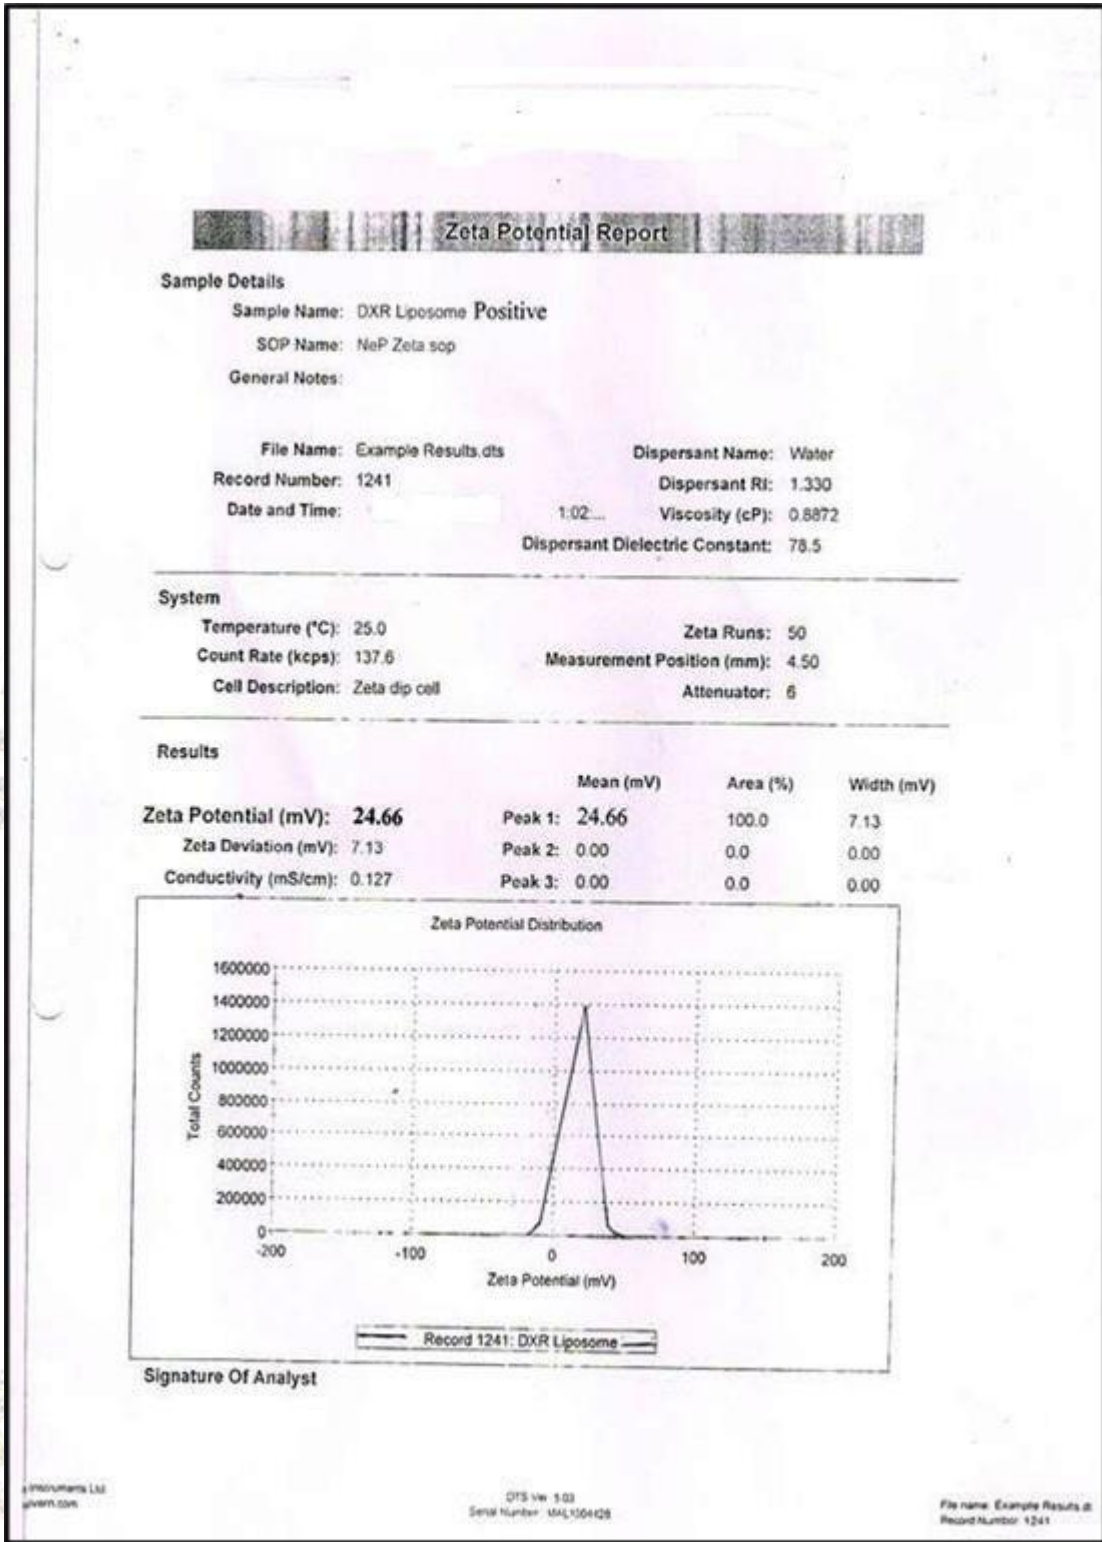 Zeta Potential Report
Sample Details
Sample Name: DXR Liposome Positive
SOP Name: NeP Zeta.sop
General Notes:
File Name: Example Results.dts Dispersant Name: Water
Record Number: 1241 Dispersant RI: 1.330
Date and Time: 1:02:... Viscosity (cP): 0.8872
Dispersant Dielectric Constant: 78.5
System
Temperature (°C): 25.0 Zeta Runs: 50
Count Rate (kcps): 137.6 Measurement Position (mm): 4.50
Cell Description: Zeta dip cell Attenuator: 6
Results
Mean (mV) Area (%) Width (mV)
Zeta Potential (mV): 24.66 Peak 1: 24.66 100.0 7.13
Zeta Deviation (mV): 7.13 Peak 2: 0.00 0.0 0.00
Conductivity (mS/cm): 0.127 Peak 3: 0.00 0.0 0.00
Zeta Potential Distribution
1600000
1400000
1200000
1000000
800000
600000
400000
200000
0
Total Counts
-200 -100 0 100 200
Zeta Potential (mV)
Record 1241: DXR Liposome
Signature Of Analyst
Instruments Ltd.
DTS Ver. 5.03
Serial Number:
File name: Example Results.dt
Record Number: 1241